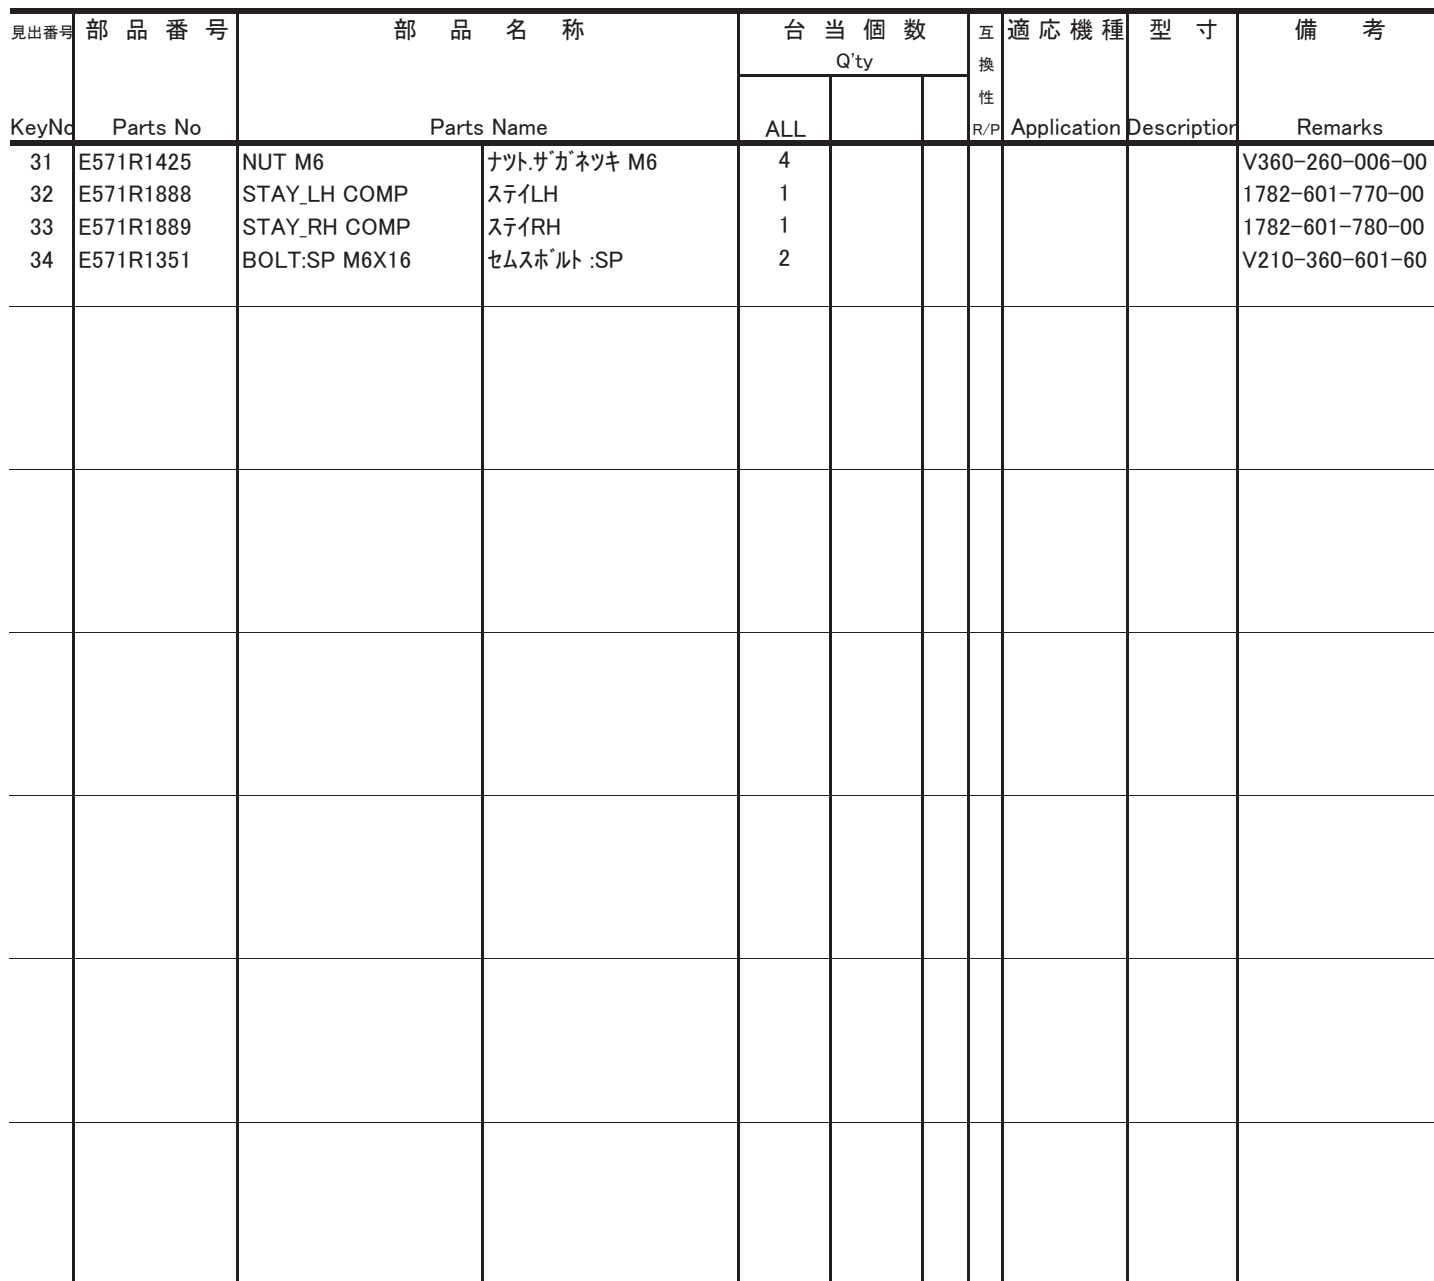 見出番号 部品番号 部品名称 台当個数 互換性 適応機種 型寸 備考
Q'ty
KeyNo Parts No Parts Name ALL R/P Application Description Remarks
31 E571R1425 NUT M6 ﾅﾂﾄ.ｻﾞｶﾞﾈﾂｷ M6 4 V360-260-006-00
32 E571R1888 STAY_LH COMP ｽﾃｲLH 1 1782-601-770-00
33 E571R1889 STAY_RH COMP ｽﾃｲRH 1 1782-601-780-00
34 E571R1351 BOLT:SP M6X16 ｾﾑｽﾎﾞﾙﾄ :SP 2 V210-360-601-60